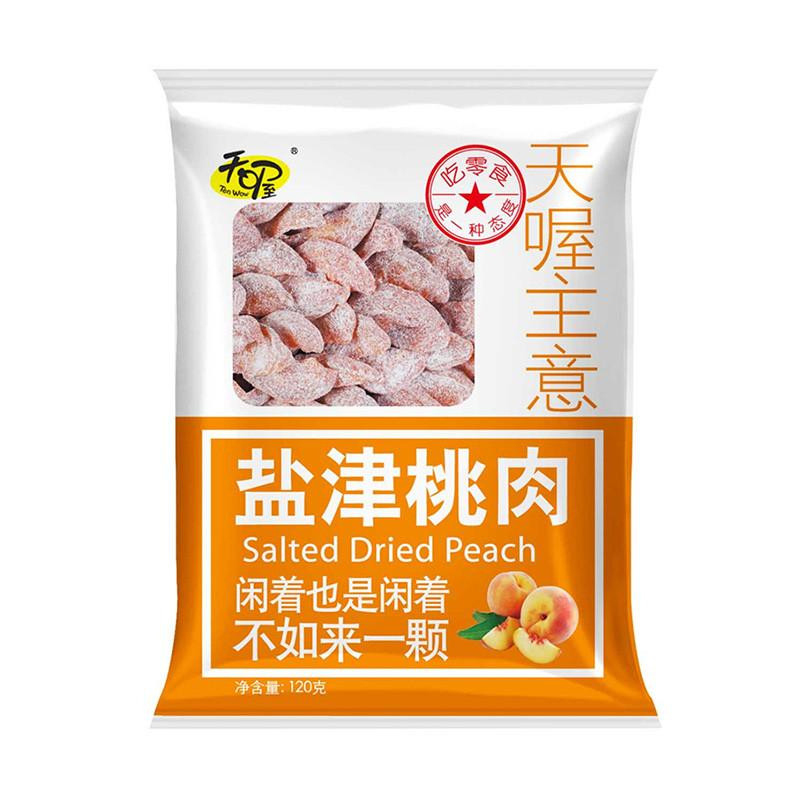 天喔
Ten Wow
®
吃零食
是一种态度
天喔主意
盐津桃肉
Salted Dried Peach
闲着也是闲着
不如来一颗
净含量: 120克